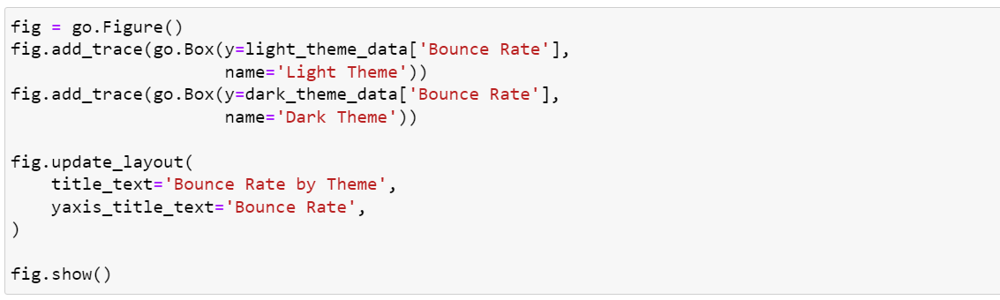 fig = go.Figure()
fig.add_trace(go.Box(y=light_theme_data['Bounce Rate'],
                     name='Light Theme'))
fig.add_trace(go.Box(y=dark_theme_data['Bounce Rate'],
                     name='Dark Theme'))

fig.update_layout(
    title_text='Bounce Rate by Theme',
    yaxis_title_text='Bounce Rate',
)

fig.show()